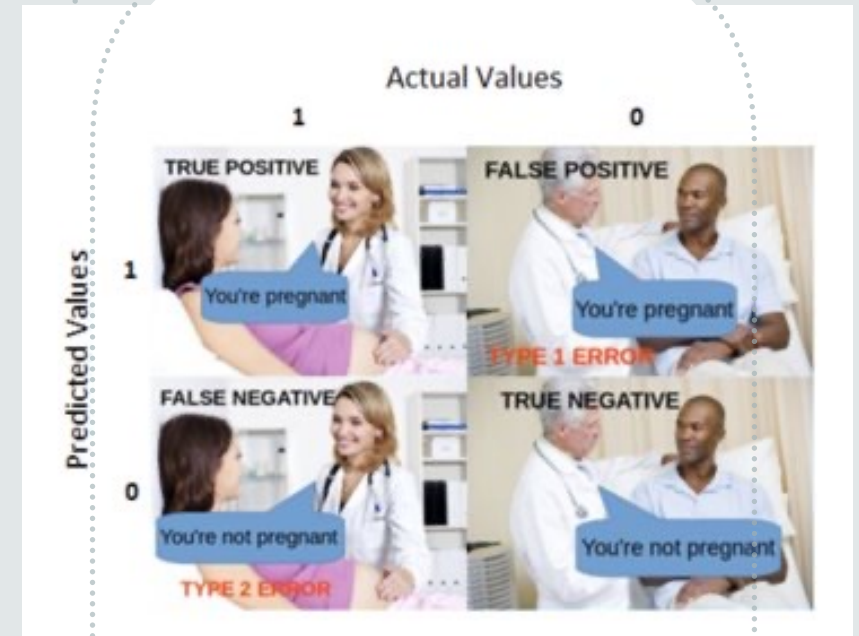 Actual Values
1
0
TRUE POSITIVE
FALSE POSITIVE
Predicted Values
1
You're pregnant
You're pregnant
TYPE 1 ERROR
FALSE NEGATIVE
TRUE NEGATIVE
0
You're not pregnant
You're not pregnant
TYPE 2 ERROR